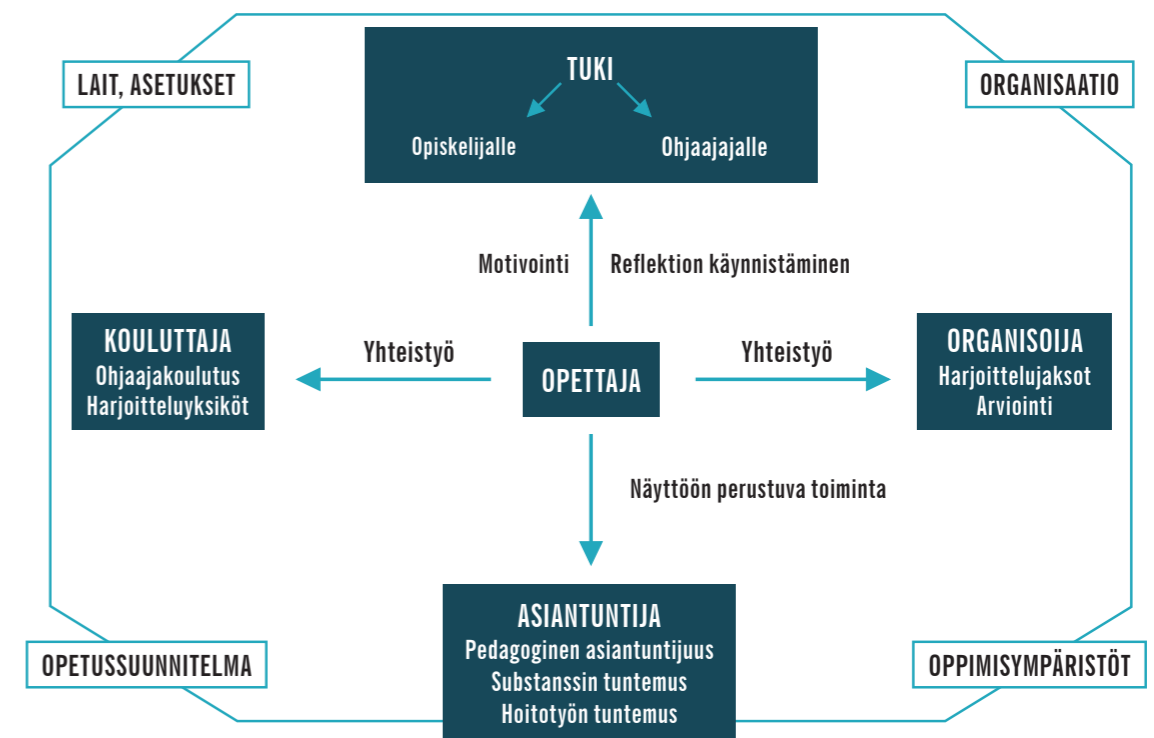 TUKI
LAIT, ASETUKSET
ORGANISAATIO
Opiskelijalle
Ohjaajajalle
Motivointi
Reflektion käynnistäminen
KOULUTTAJA
Ohjaajakoulutus
Harjoitteluyksiköt
Yhteistyö
OPETTAJA
Yhteistyö
ORGANISOIJA
Harjoittelujaksot
Arviointi
Näyttöön perustuva toiminta
ASIANTUNTIJA
Pedagoginen asiantuntijuus
Substanssin tuntemus
Hoitotyön tuntemus
OPETUSSUUNNITELMA
OPPIMISYMPÄRISTÖT